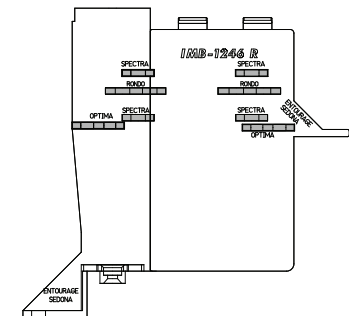 IMB-1246 R
SPECTRA
SPECTRA
RONDO
RONDO
SPECTRA
SPECTRA
OPTIMA
OPTIMA
ENTOURAGE
SEDONA
ENTOURAGE
SEDONA